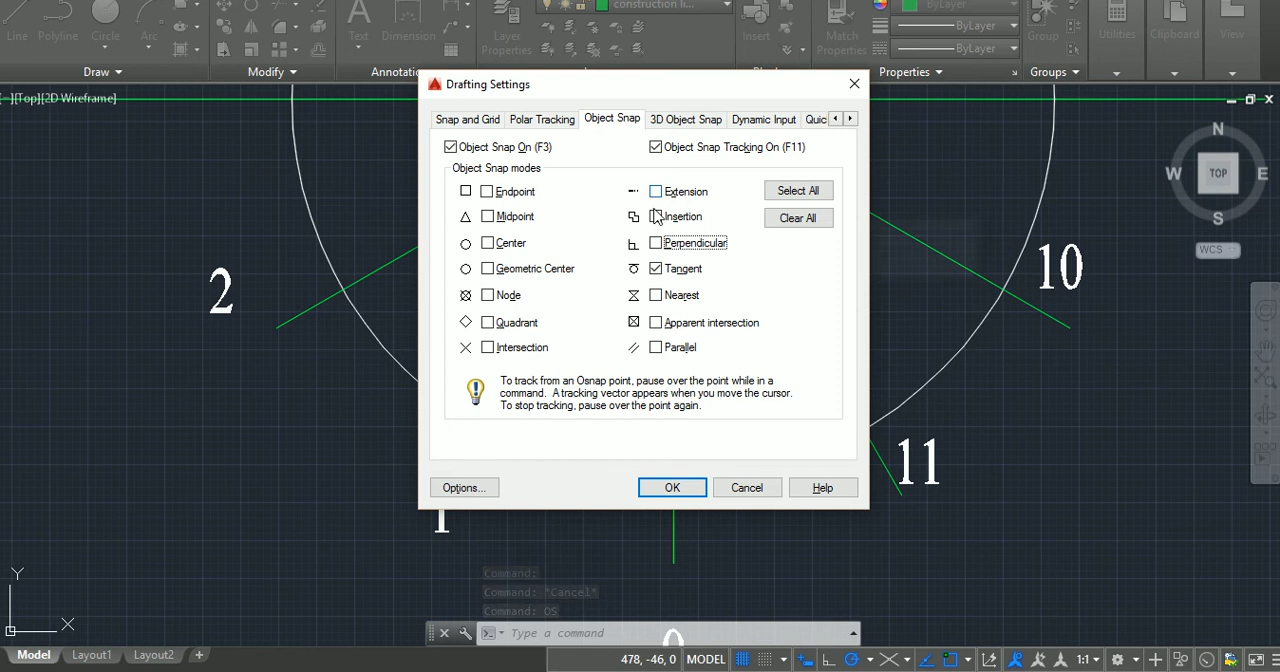 construction li...
ByLayer
Line Polyline Circle Arc Text Dimension Layer Insert Match ByLayer Group Utilities Clipboard View
Properties Properties ByLayer
Draw Modify Annotatio Properties Groups
Drafting Settings
[−][Top][2D Wireframe]
Snap and Grid Polar Tracking Object Snap 3D Object Snap Dynamic Input Quic
Object Snap On (F3) Object Snap Tracking On (F11)
Object Snap modes
Endpoint Extension Select All
Midpoint Insertion Clear All
Center Perpendicular
Geometric Center Tangent
Node Nearest
Quadrant Apparent intersection
Intersection Parallel
To track from an Osnap point, pause over the point while in a
command. A tracking vector appears when you move the cursor.
To stop tracking, pause over the point again.
Options... OK Cancel Help
N
W TOP E
S
WCS
2
10
11
1
0
Y
X
Command:
Command: *Cancel*
Command: OS
Type a command
Model Layout1 Layout2 +
478, -46, 0 MODEL 1:1